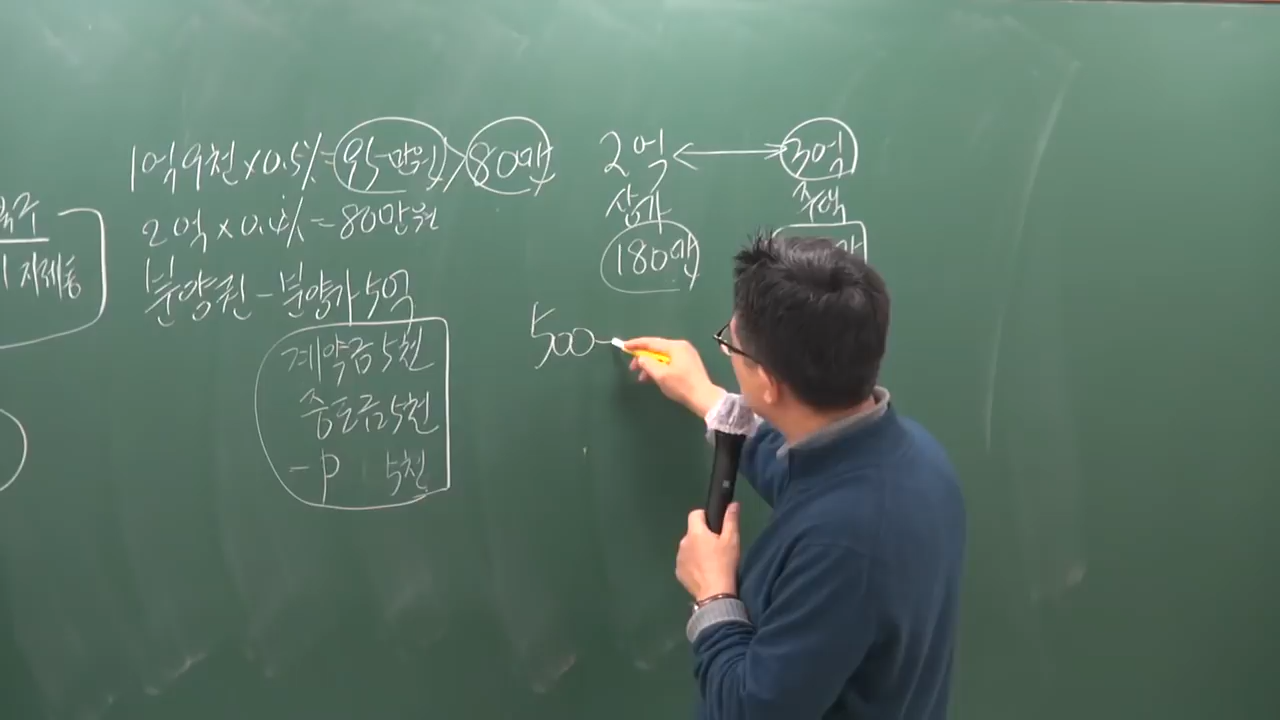 1억9천×0.5%=95만원>80만
2억×0.4%=80만원
분양권-분양가5억
계약금5천
중도금5천
-P 5천
2억 ↔ 3억
상가 주택
180만 만
500-